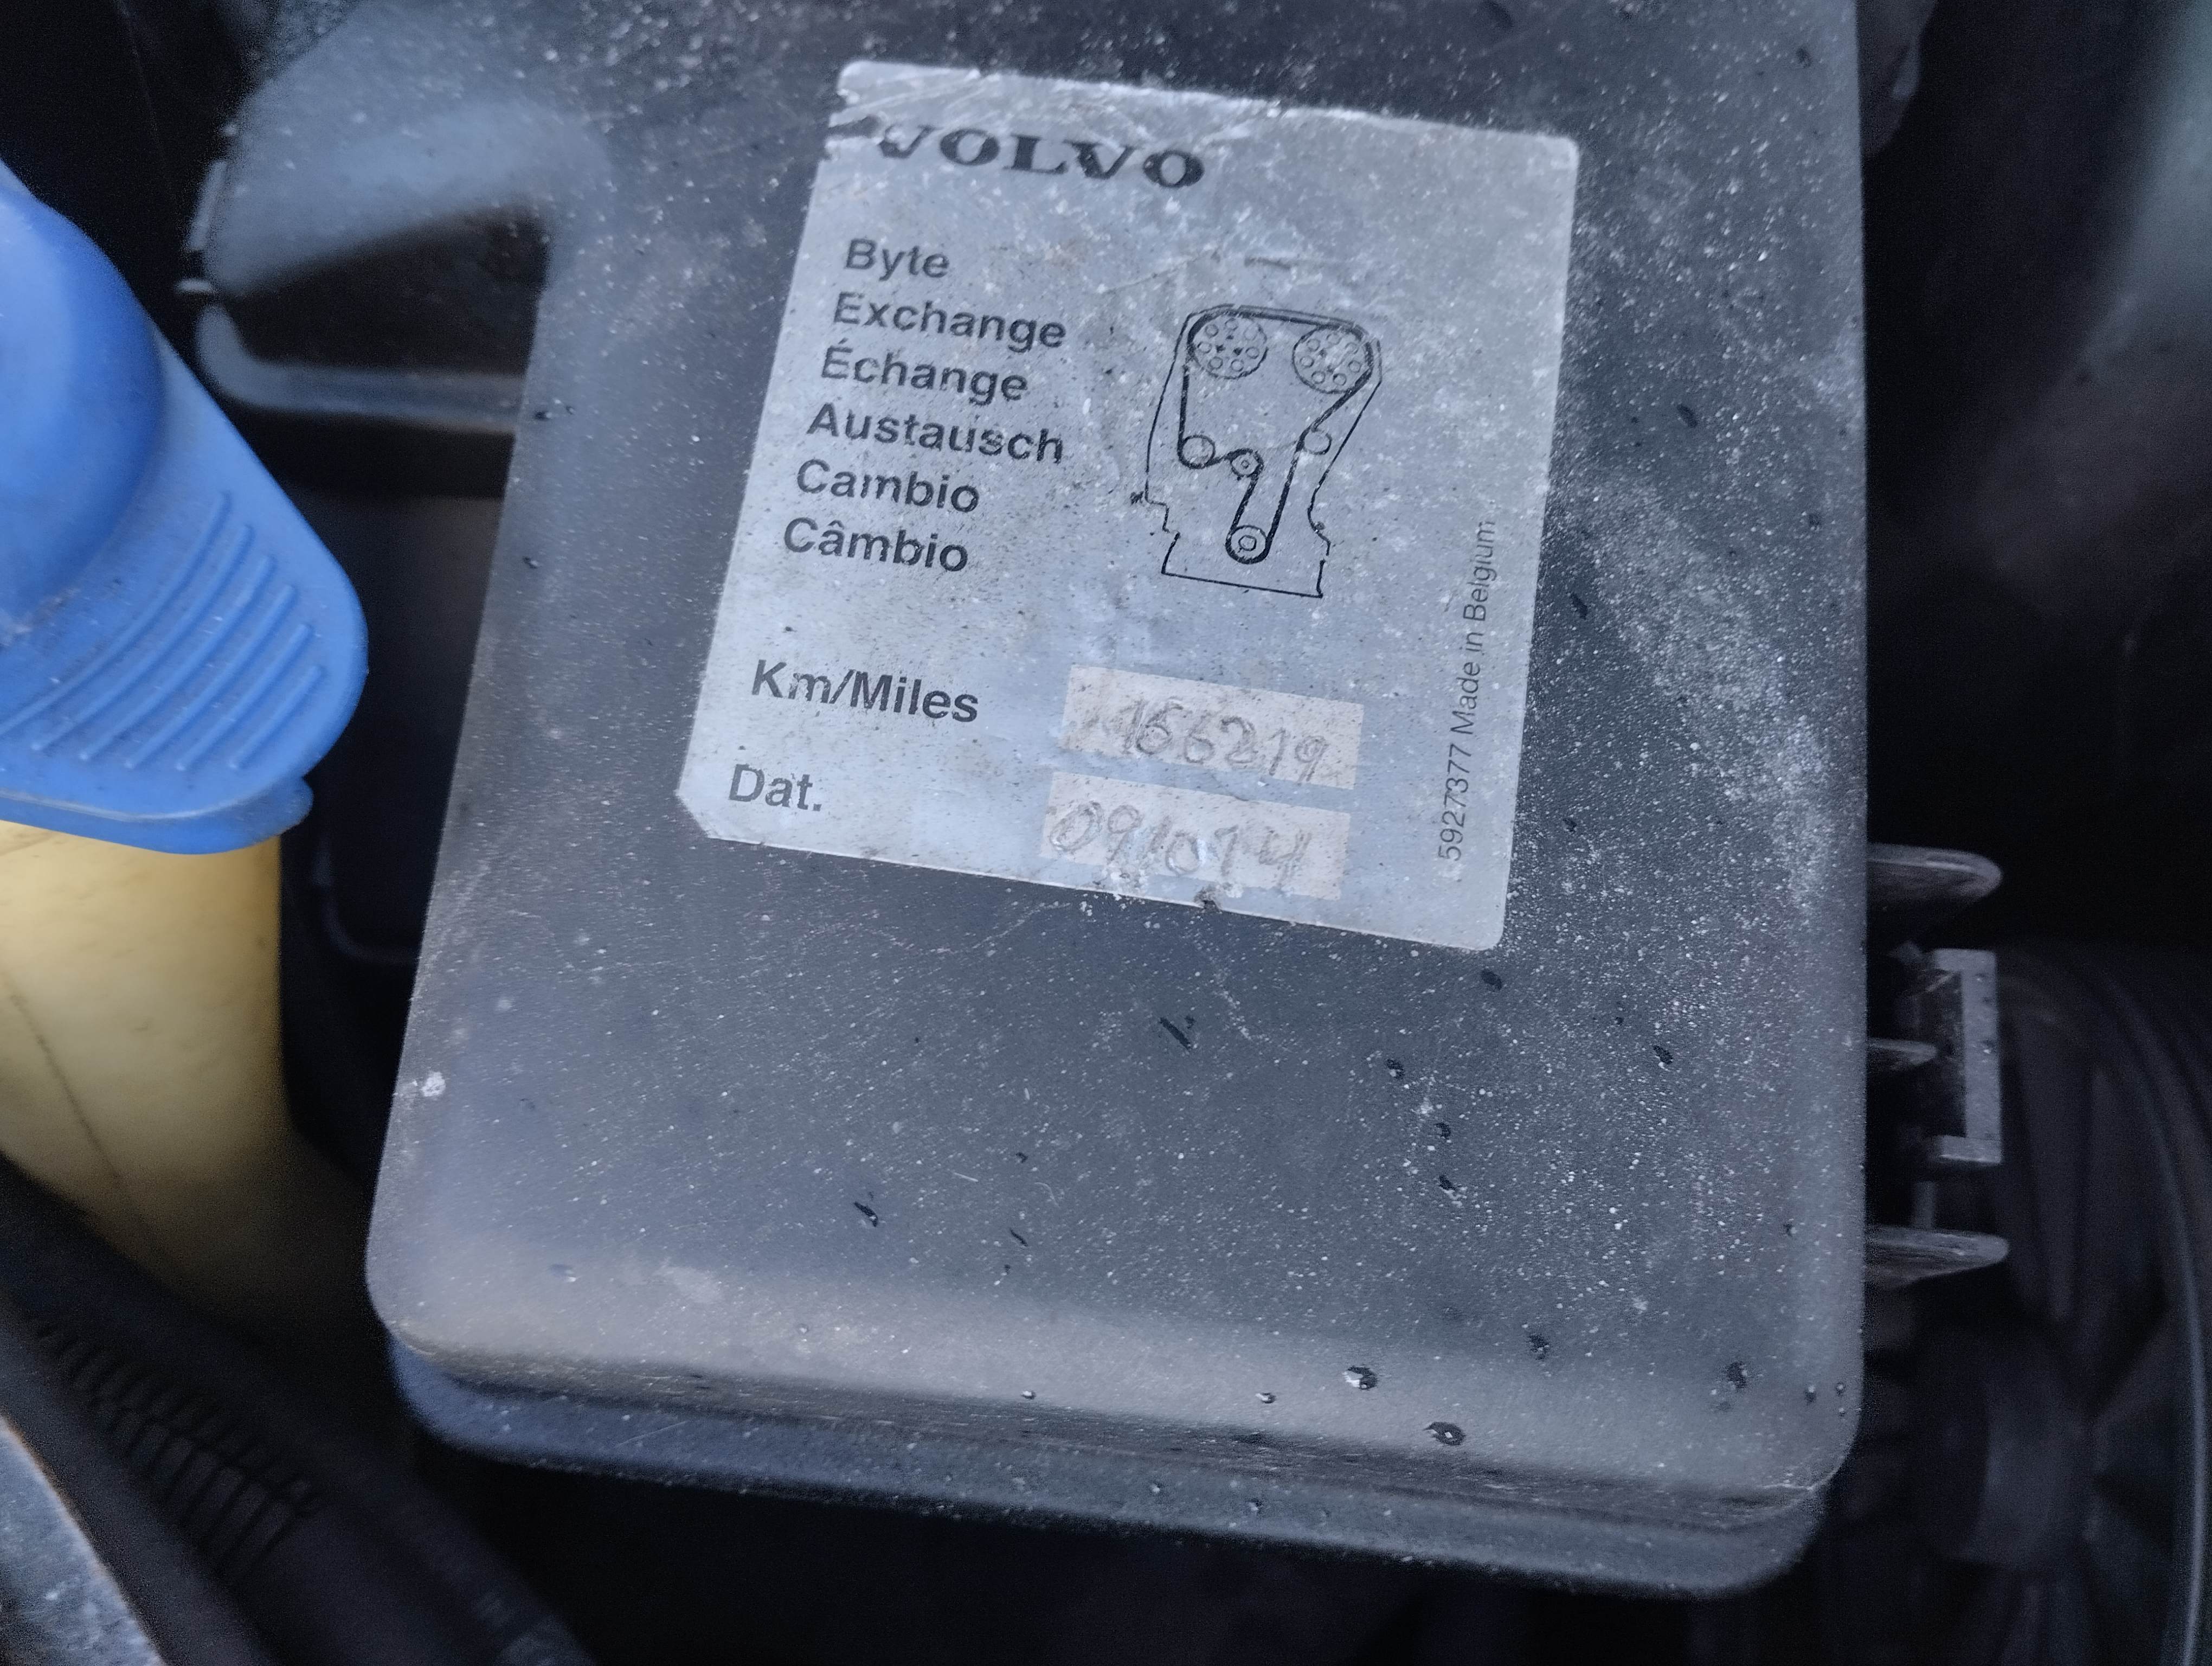 VOLVO
Byte
Exchange
Échange
Austausch
Cambio
Câmbio
Km/Miles 166219
Dat. 091014
5927377 Made in Belgium